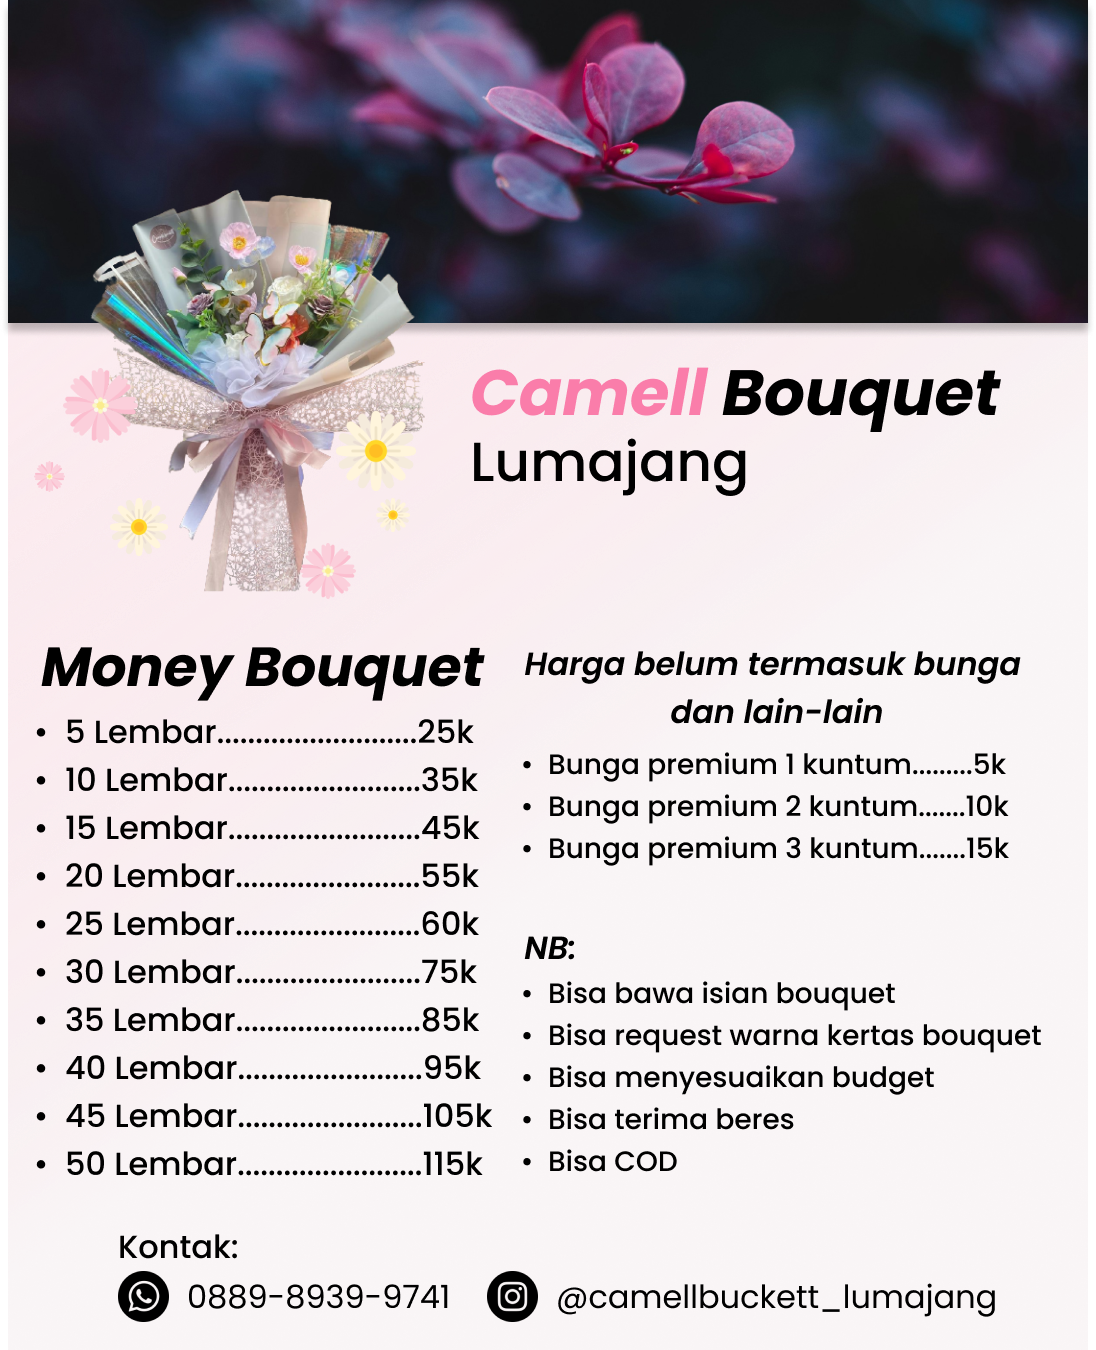 Camell Bouquet
Lumajang
Money Bouquet
• 5 Lembar..........................25k
• 10 Lembar.........................35k
• 15 Lembar.........................45k
• 20 Lembar........................55k
• 25 Lembar........................60k
• 30 Lembar........................75k
• 35 Lembar........................85k
• 40 Lembar........................95k
• 45 Lembar........................105k
• 50 Lembar........................115k
Harga belum termasuk bunga
dan lain-lain
• Bunga premium 1 kuntum.........5k
• Bunga premium 2 kuntum.......10k
• Bunga premium 3 kuntum.......15k
NB:
• Bisa bawa isian bouquet
• Bisa request warna kertas bouquet
• Bisa menyesuaikan budget
• Bisa terima beres
• Bisa COD
Kontak:
0889-8939-9741
@camellbuckett_lumajang